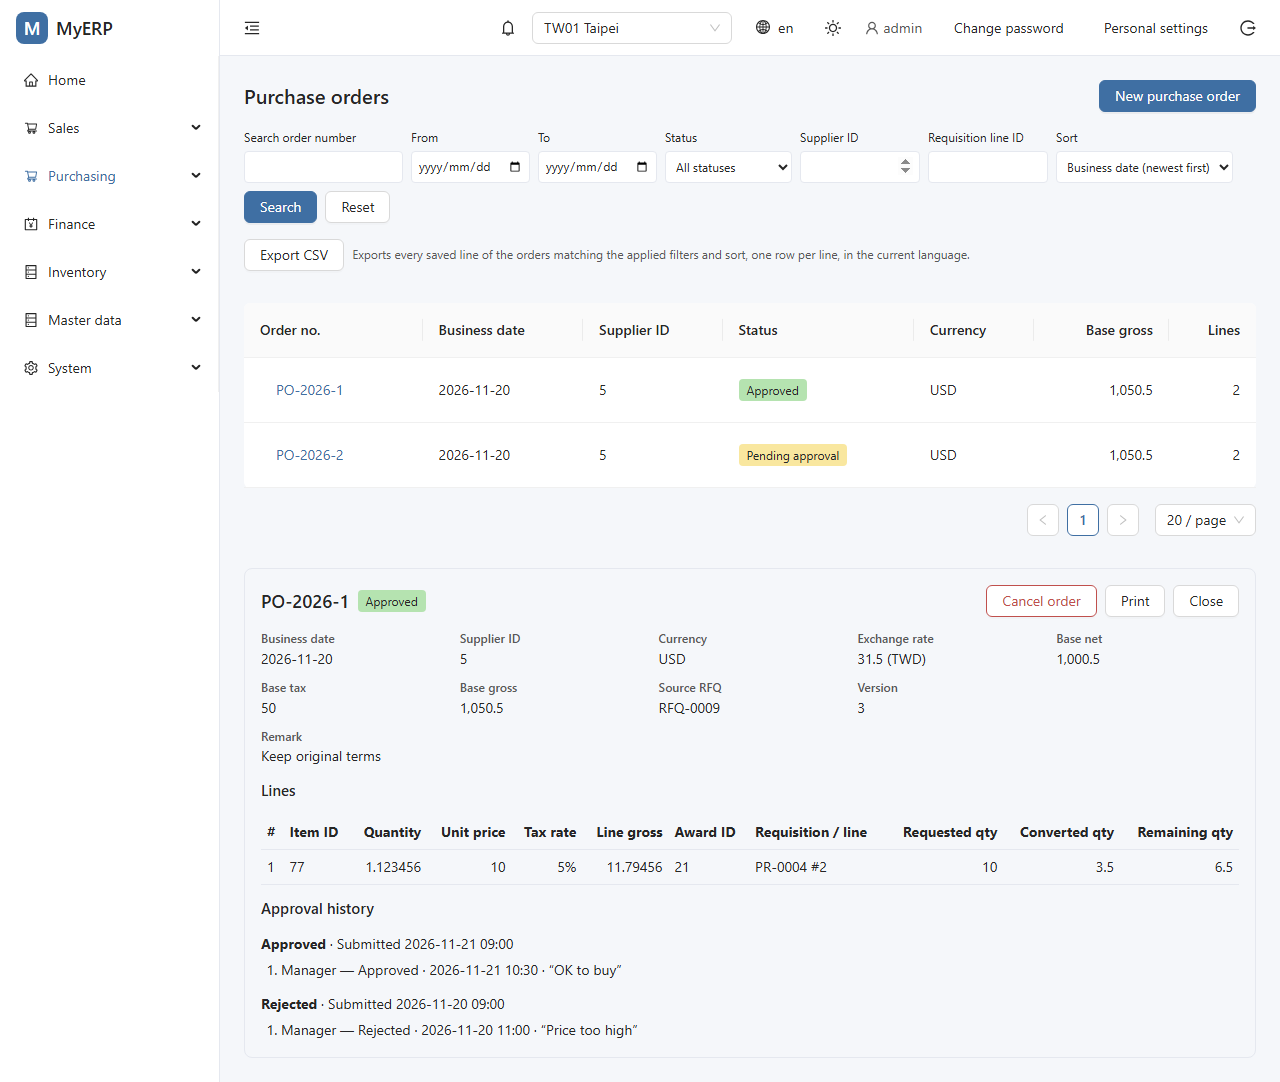 M MyERP
TW01 Taipei
en
admin
Change password
Personal settings
Home
Sales
Purchasing
Finance
Inventory
Master data
System
Purchase orders
New purchase order
Search order number From To Status Supplier ID Requisition line ID Sort
yyyy/mm/dd yyyy/mm/dd All statuses Business date (newest first)
Search Reset
Export CSV Exports every saved line of the orders matching the applied filters and sort, one row per line, in the current language.
Order no. Business date Supplier ID Status Currency Base gross Lines
PO-2026-1 2026-11-20 5 Approved USD 1,050.5 2
PO-2026-2 2026-11-20 5 Pending approval USD 1,050.5 2
< 1 > 20 / page
PO-2026-1 Approved Cancel order Print Close
Business date Supplier ID Currency Exchange rate Base net
2026-11-20 5 USD 31.5 (TWD) 1,000.5
Base tax Base gross Source RFQ Version
50 1,050.5 RFQ-0009 3
Remark
Keep original terms
Lines
# Item ID Quantity Unit price Tax rate Line gross Award ID Requisition / line Requested qty Converted qty Remaining qty
1 77 1.123456 10 5% 11.79456 21 PR-0004 #2 10 3.5 6.5
Approval history
Approved · Submitted 2026-11-21 09:00
1. Manager — Approved · 2026-11-21 10:30 · “OK to buy”
Rejected · Submitted 2026-11-20 09:00
1. Manager — Rejected · 2026-11-20 11:00 · “Price too high”